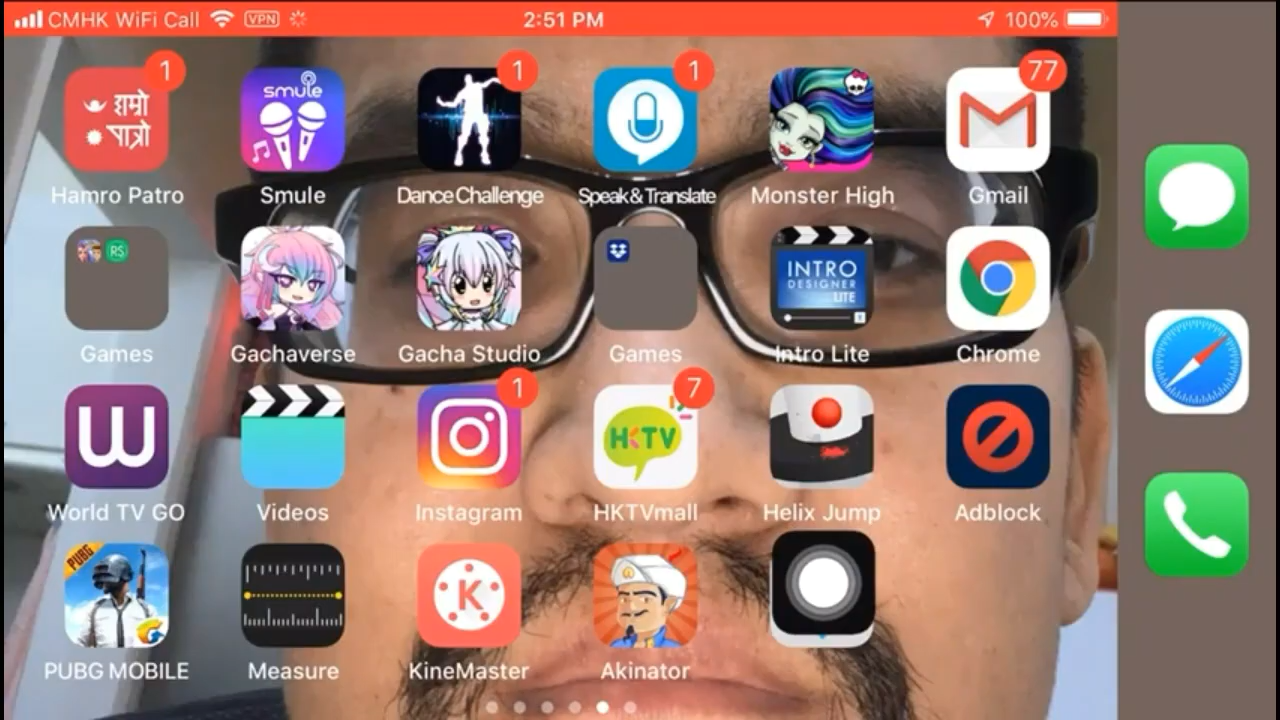 CMHK WiFi Call VPN 2:51 PM 100%
1 1 1 77
हाम्रो
पात्रो
smule
Hamro Patro Smule Dance Challenge Speak & Translate Monster High Gmail
RS
INTRO
DESIGNER
LITE
Games Gachaverse Gacha Studio Games Intro Lite Chrome
1 7
W HKTV
World TV GO Videos Instagram HKTVmall Helix Jump Adblock
PUBG
K
PUBG MOBILE Measure KineMaster Akinator